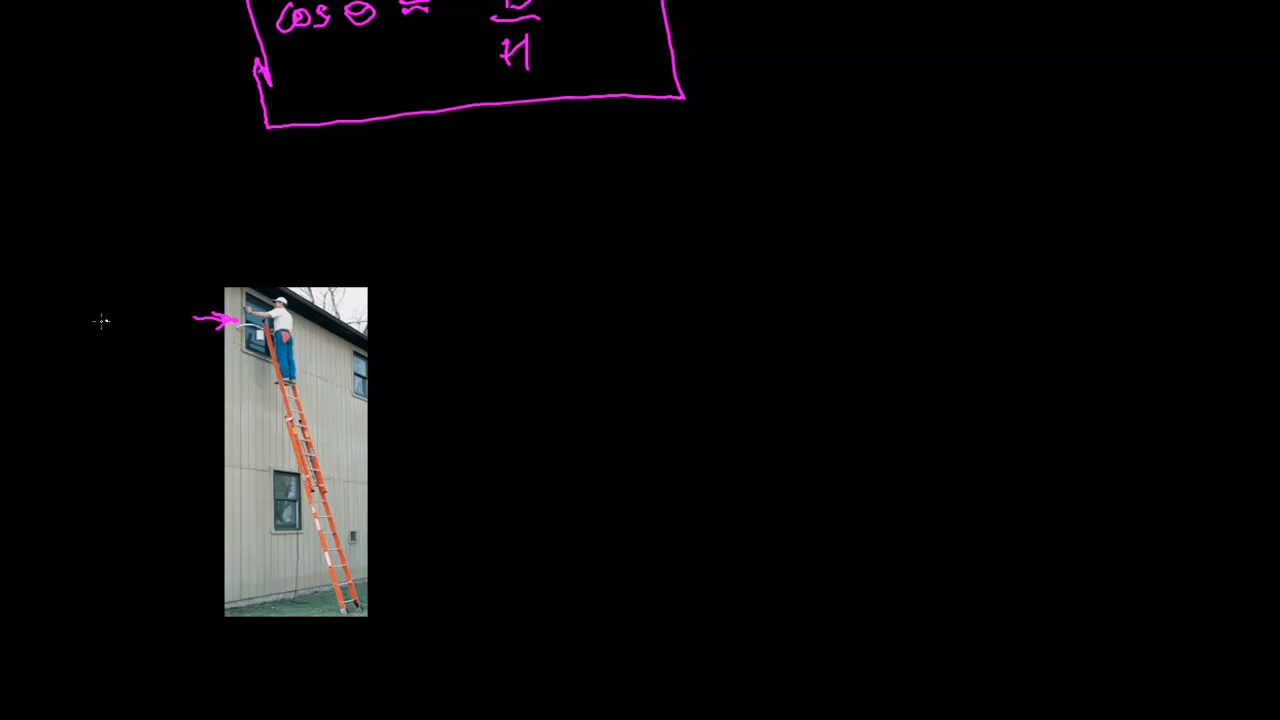 cos θ =
H